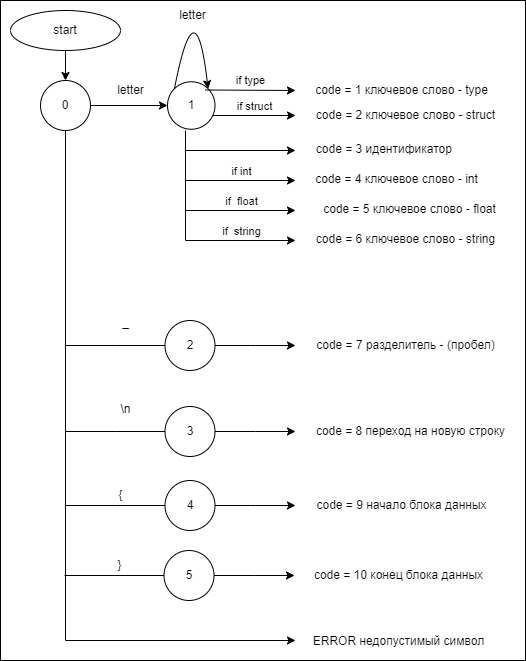 start
letter
0
letter
1
if type
code = 1 ключевое слово - type
if struct
code = 2 ключевое слово - struct
code = 3 идентификатор
if int
code = 4 ключевое слово - int
if float
code = 5 ключевое слово - float
if string
code = 6 ключевое слово - string
_
2
code = 7 разделитель - (пробел)
\n
3
code = 8 переход на новую строку
{
4
code = 9 начало блока данных
}
5
code = 10 конец блока данных
ERROR недопустимый символ